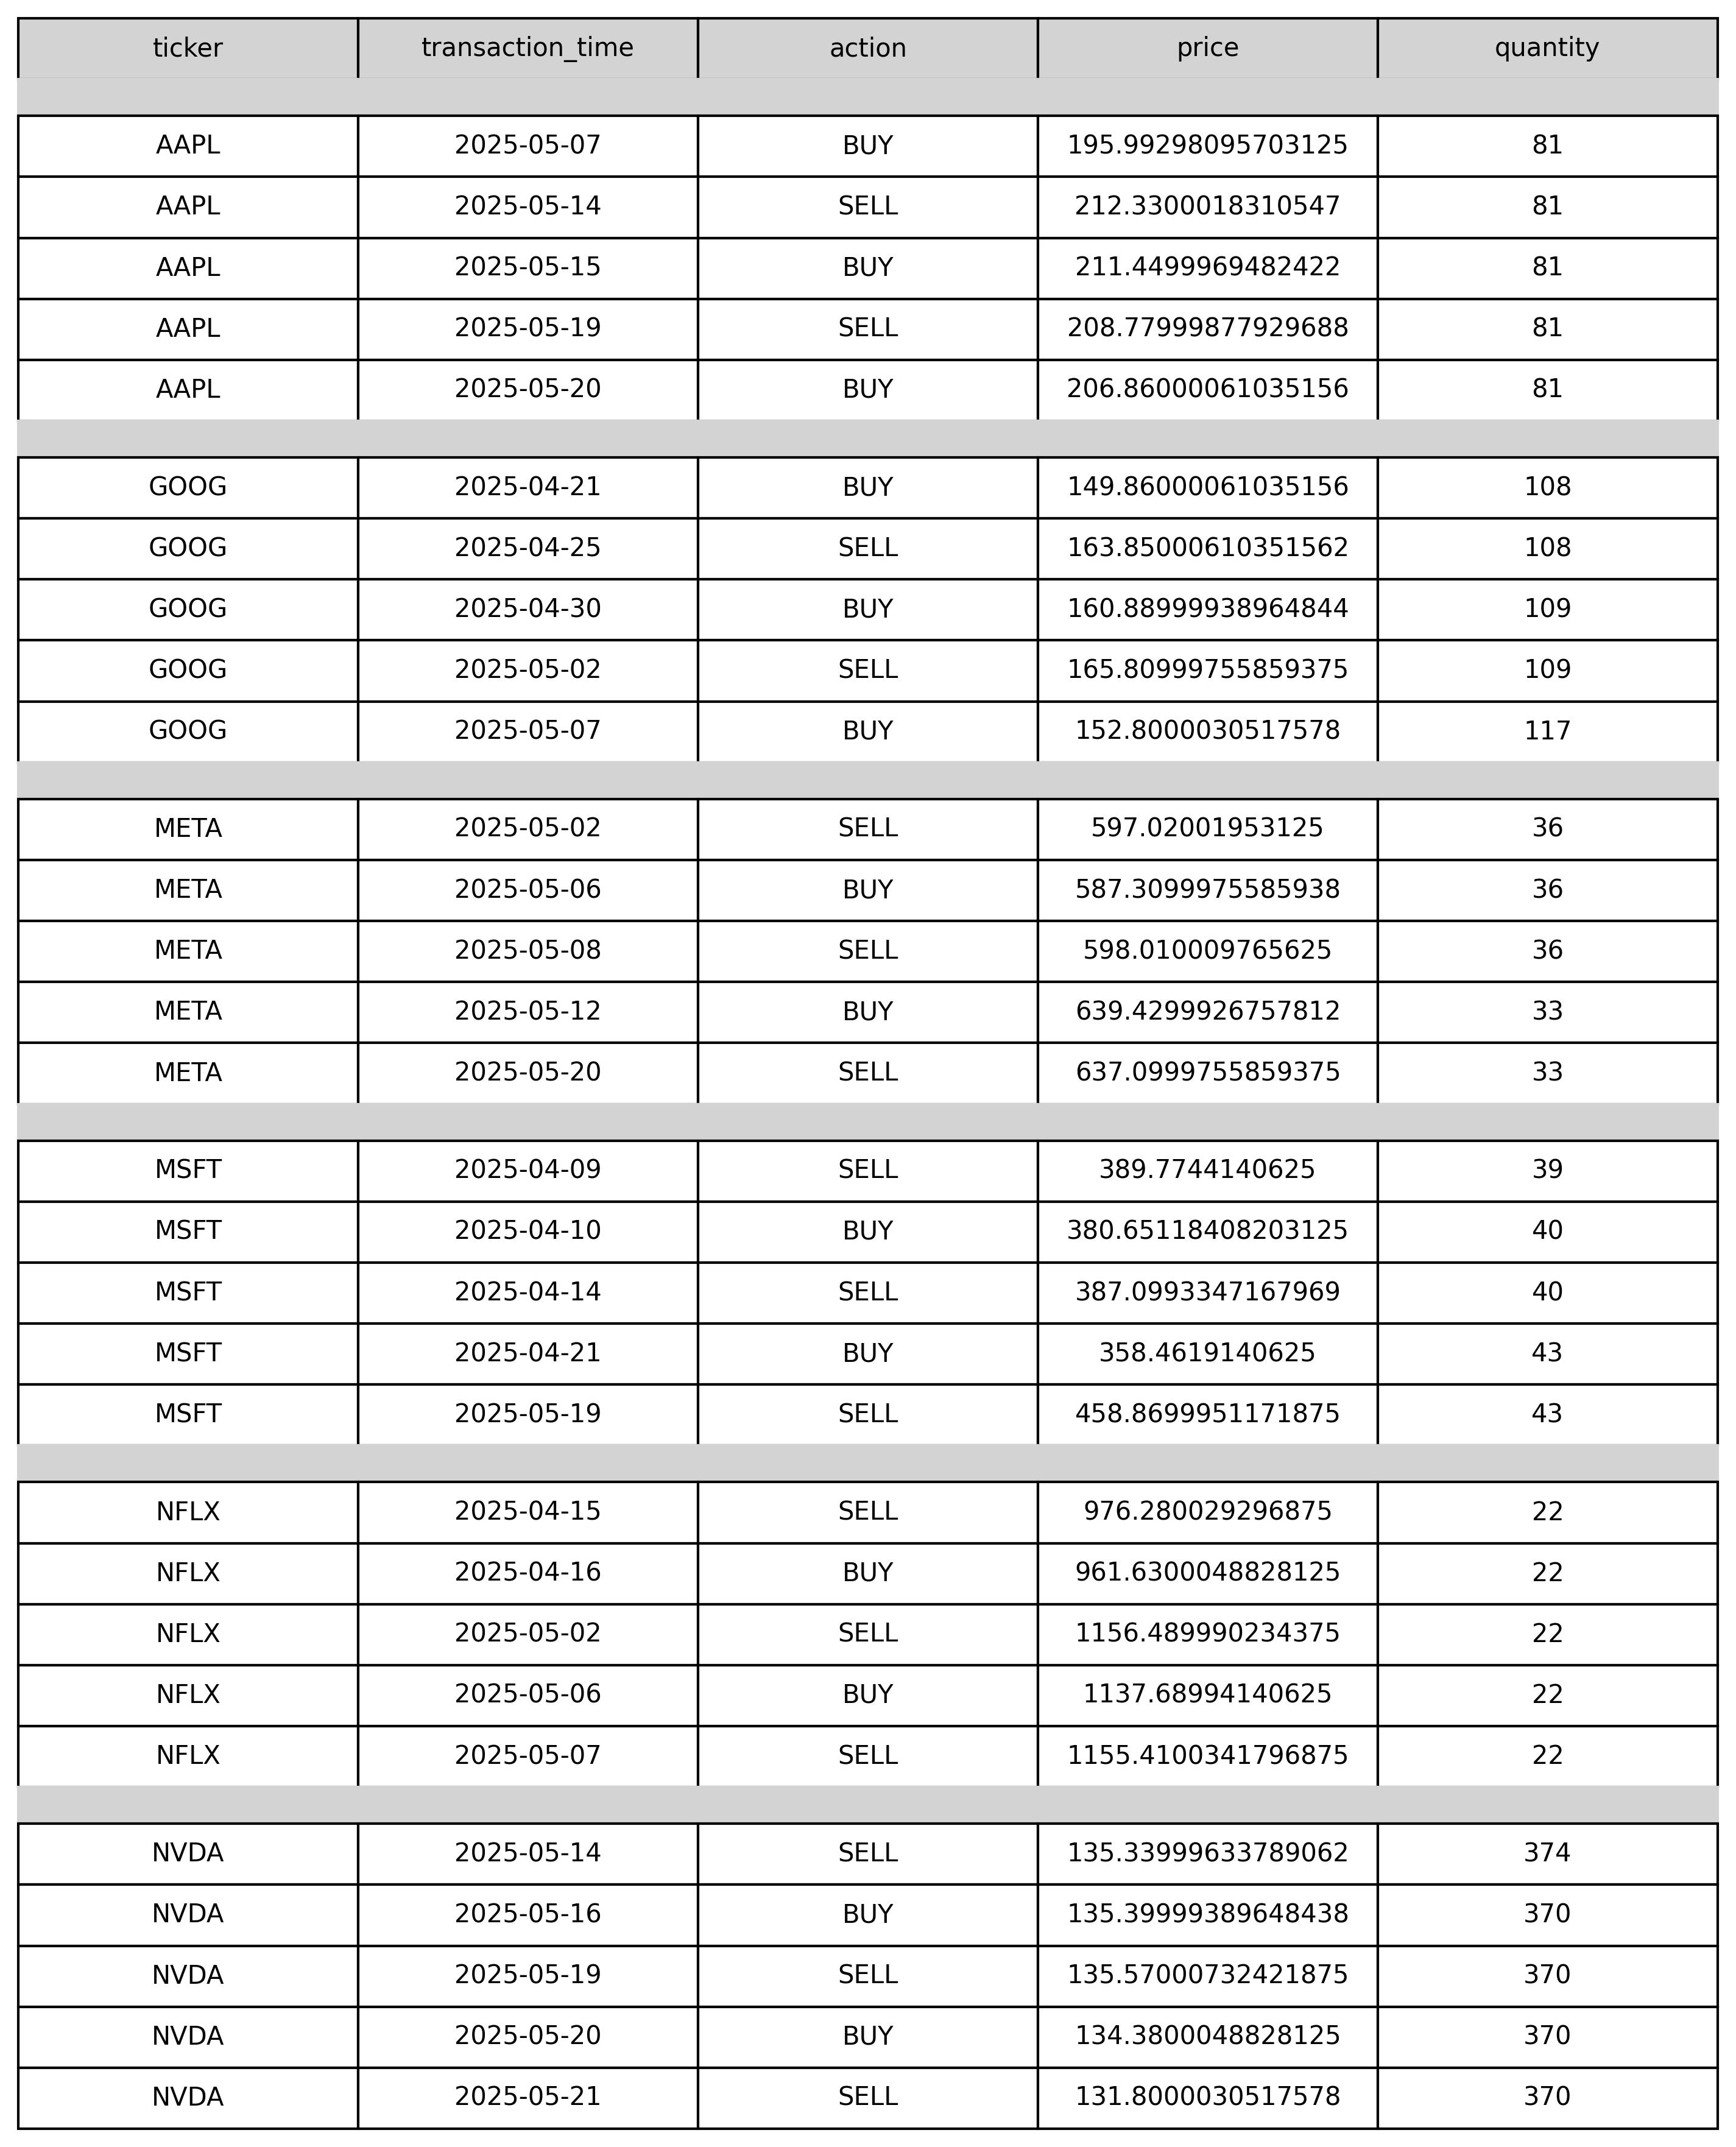 ticker transaction_time action price quantity
AAPL 2025-05-07 BUY 195.99298095703125 81
AAPL 2025-05-14 SELL 212.3300018310547 81
AAPL 2025-05-15 BUY 211.4499969482422 81
AAPL 2025-05-19 SELL 208.77999877929688 81
AAPL 2025-05-20 BUY 206.86000061035156 81
GOOG 2025-04-21 BUY 149.86000061035156 108
GOOG 2025-04-25 SELL 163.85000610351562 108
GOOG 2025-04-30 BUY 160.88999938964844 109
GOOG 2025-05-02 SELL 165.80999755859375 109
GOOG 2025-05-07 BUY 152.8000030517578 117
META 2025-05-02 SELL 597.02001953125 36
META 2025-05-06 BUY 587.3099975585938 36
META 2025-05-08 SELL 598.010009765625 36
META 2025-05-12 BUY 639.4299926757812 33
META 2025-05-20 SELL 637.0999755859375 33
MSFT 2025-04-09 SELL 389.7744140625 39
MSFT 2025-04-10 BUY 380.65118408203125 40
MSFT 2025-04-14 SELL 387.0993347167969 40
MSFT 2025-04-21 BUY 358.4619140625 43
MSFT 2025-05-19 SELL 458.8699951171875 43
NFLX 2025-04-15 SELL 976.280029296875 22
NFLX 2025-04-16 BUY 961.6300048828125 22
NFLX 2025-05-02 SELL 1156.489990234375 22
NFLX 2025-05-06 BUY 1137.68994140625 22
NFLX 2025-05-07 SELL 1155.4100341796875 22
NVDA 2025-05-14 SELL 135.33999633789062 374
NVDA 2025-05-16 BUY 135.39999389648438 370
NVDA 2025-05-19 SELL 135.57000732421875 370
NVDA 2025-05-20 BUY 134.3800048828125 370
NVDA 2025-05-21 SELL 131.8000030517578 370